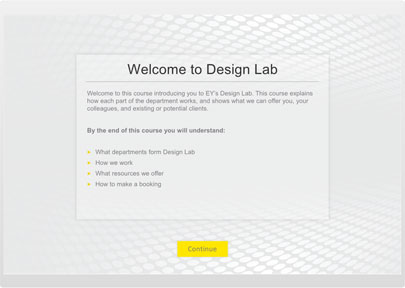 Welcome to Design Lab
Welcome to this course introducing you to EY's Design Lab. This course explains
how each part of the department works, and shows what we can offer you, your
colleagues, and existing or potential clients.
By the end of this course you will understand:
What departments form Design Lab
How we work
What resources we offer
How to make a booking
Continue